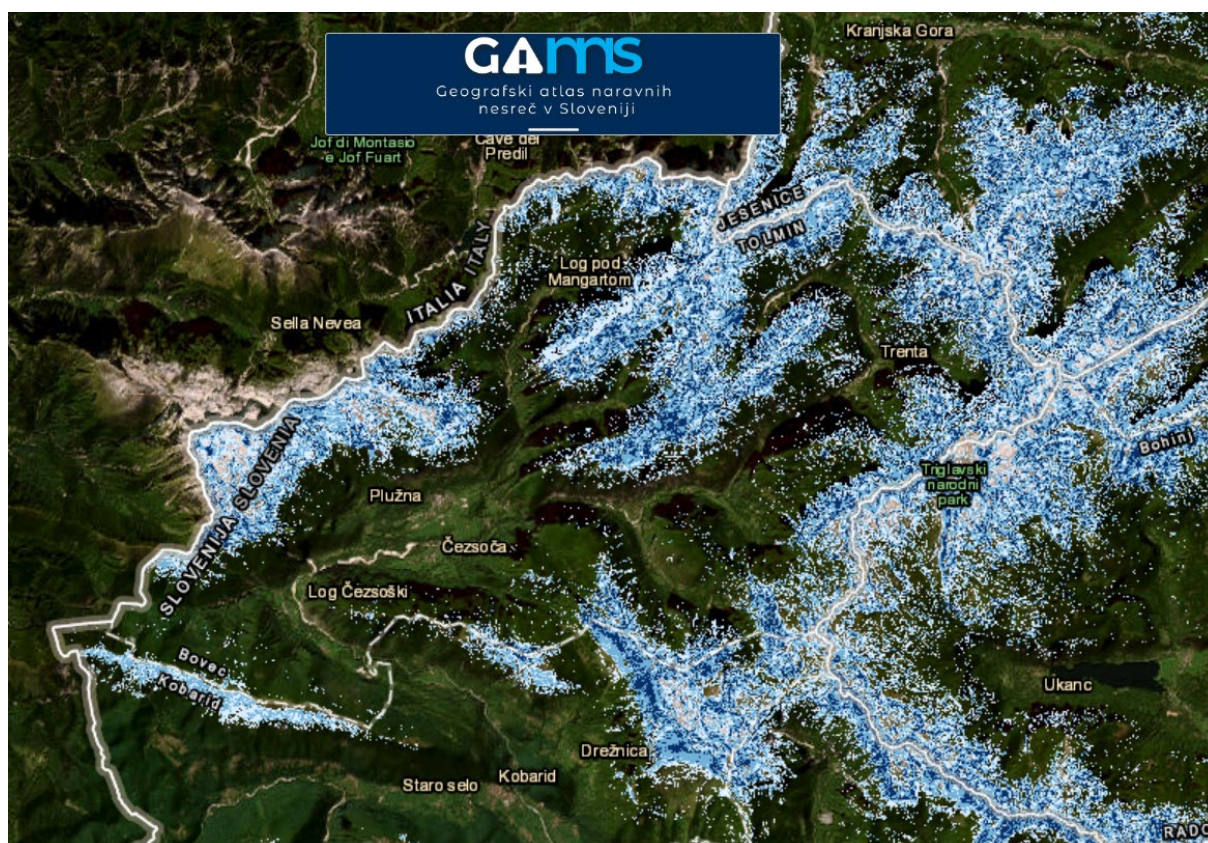 Kranjska Gora
GAMS
Geografski atlas naravnih
nesreč v Sloveniji
Jôf di Montasio
e Jôf Fuart
Cave del
Predil
JESENICE
TOLMIN
Log pod
Mangartom
ITALIA ITALY
Sella Nevea
Trenta
SLOVENIJA SLOVENIA
Bohinj
Triglavski
narodni
park
Plužna
Čezsoča
Log Čezsoški
Bovec
Kobarid
Ukanc
Drežnica
Kobarid
Staro selo
RADO